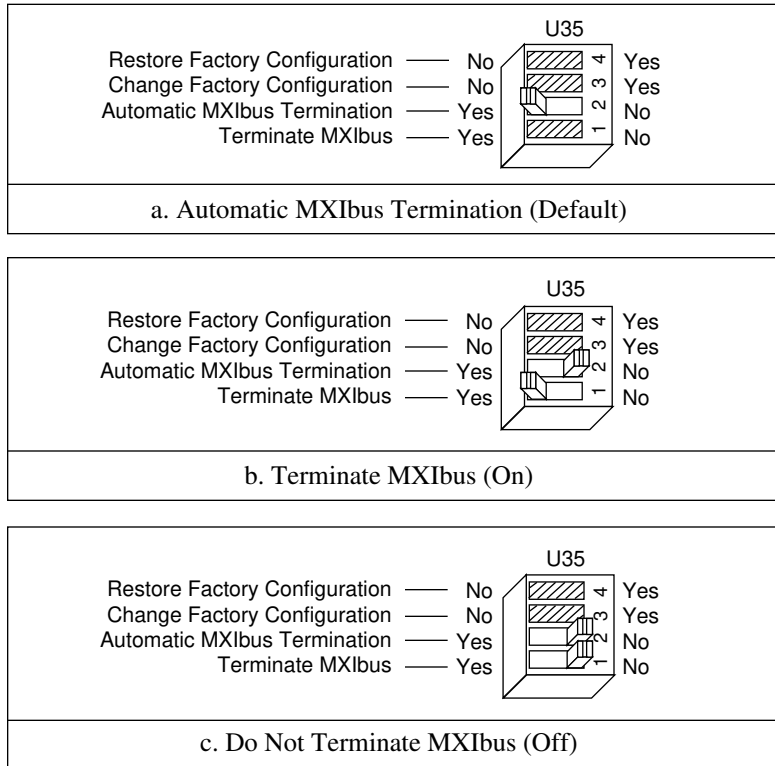 U35
Restore Factory Configuration No 4 Yes
Change Factory Configuration No 3 Yes
Automatic MXIbus Termination Yes 2 No
Terminate MXIbus Yes 1 No
a. Automatic MXIbus Termination (Default)
U35
Restore Factory Configuration No 4 Yes
Change Factory Configuration No 3 Yes
Automatic MXIbus Termination Yes 2 No
Terminate MXIbus Yes 1 No
b. Terminate MXIbus (On)
U35
Restore Factory Configuration No 4 Yes
Change Factory Configuration No 3 Yes
Automatic MXIbus Termination Yes 2 No
Terminate MXIbus Yes 1 No
c. Do Not Terminate MXIbus (Off)